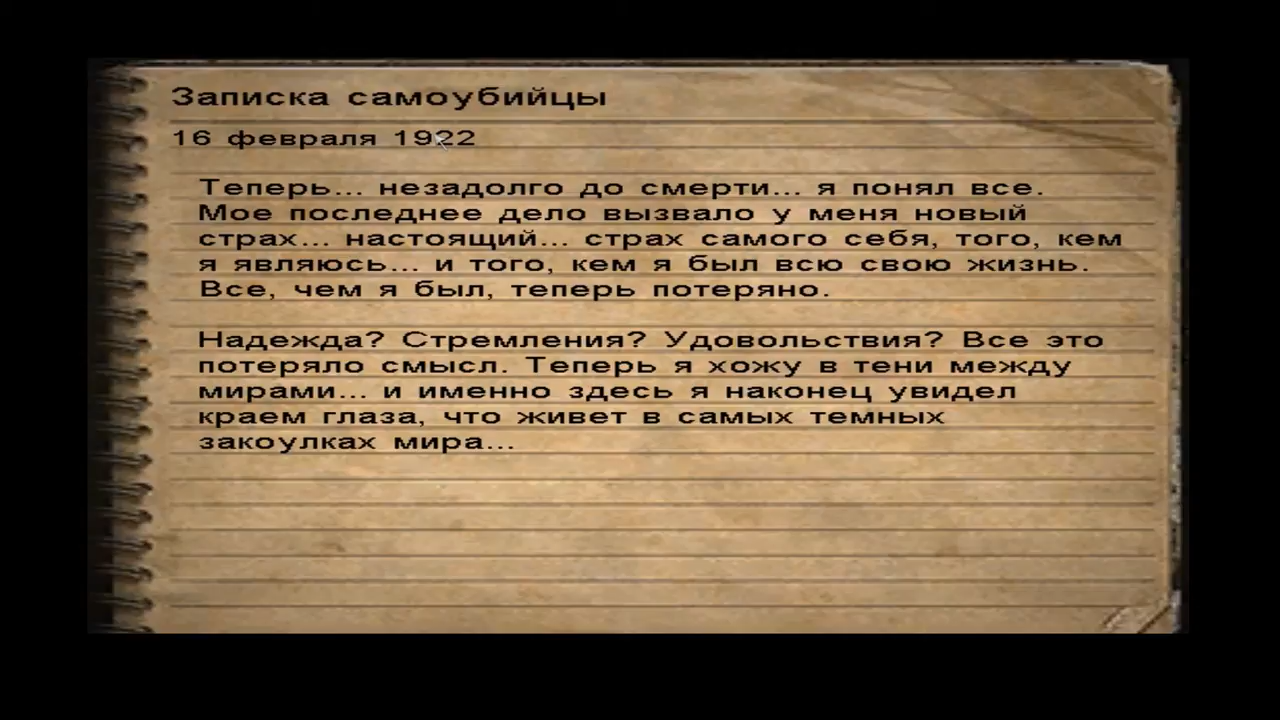 Записка самоубийцы
16 февраля 1922
Теперь... незадолго до смерти... я понял все.
Мое последнее дело вызвало у меня новый
страх... настоящий... страх самого себя, того, кем
я являюсь... и того, кем я был всю свою жизнь.
Все, чем я был, теперь потеряно.
Надежда? Стремления? Удовольствия? Все это
потеряло смысл. Теперь я хожу в тени между
мирами... и именно здесь я наконец увидел
краем глаза, что живет в самых темных
закоулках мира...